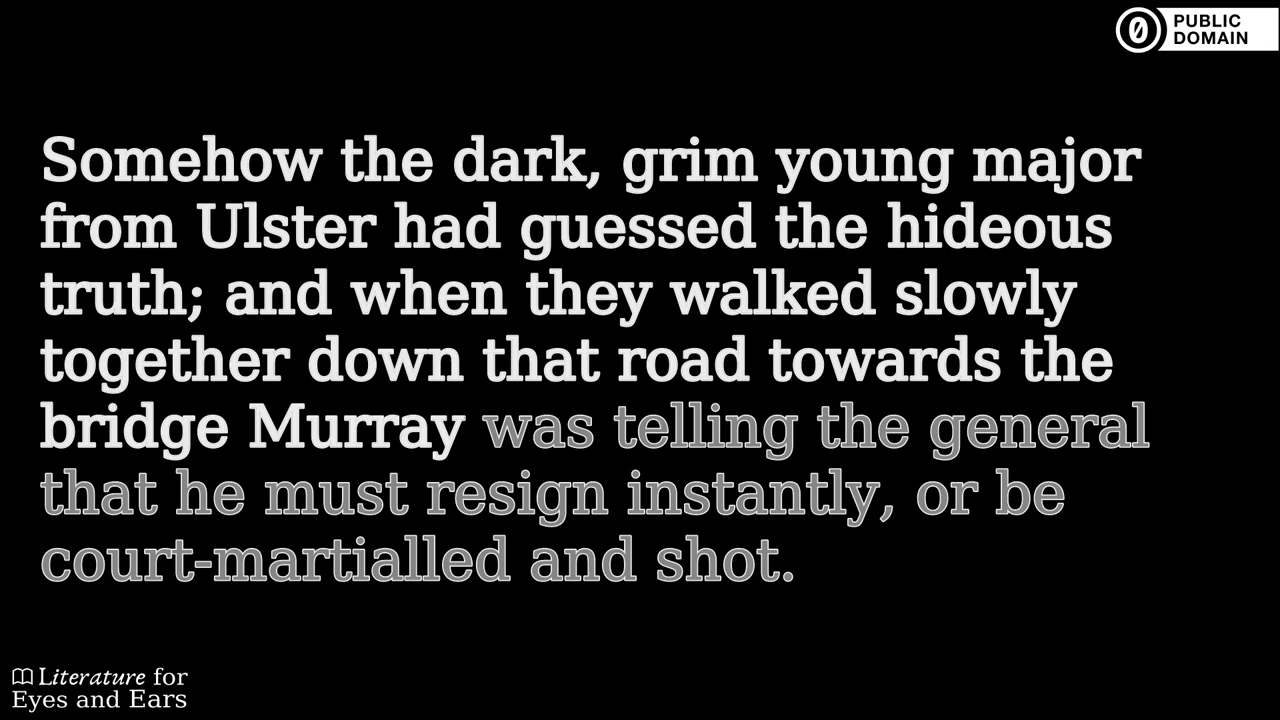 PUBLIC
DOMAIN
Somehow the dark, grim young major
from Ulster had guessed the hideous
truth; and when they walked slowly
together down that road towards the
bridge Murray was telling the general
that he must resign instantly, or be
court-martialled and shot.
Literature for
Eyes and Ears